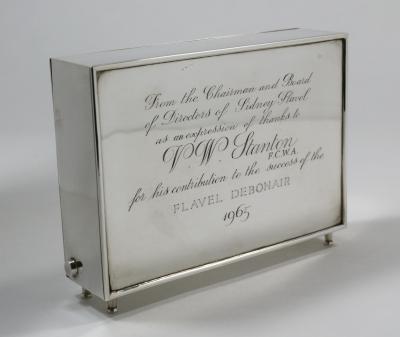 From the Chairman and Board
of Directors of Sidney Flavel
as an expression of thanks to
V. W. Stanton
F.C.W.A.
for his contribution to the success of the
FLAVEL DEBONAIR
1965